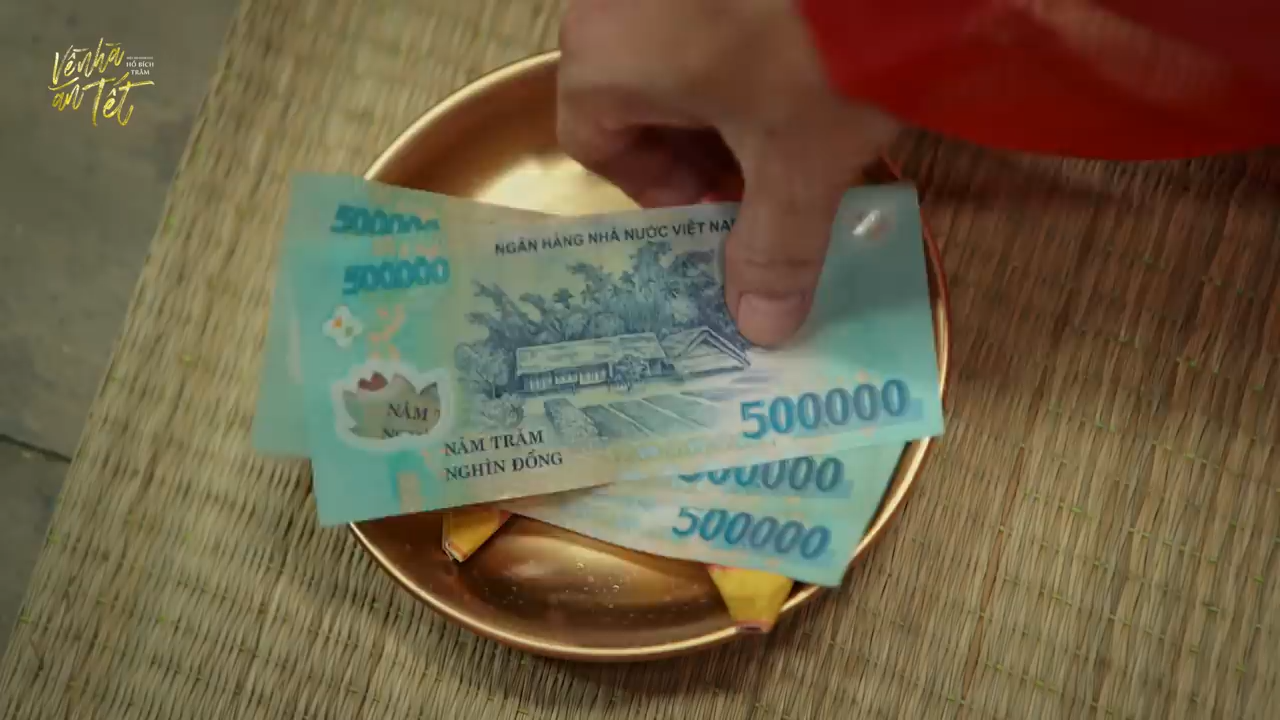 Về nhà
ăn Tết
HỒ BÍCH
TRÂM
500000
500000
NGÂN HÀNG NHÀ NƯỚC VIỆT NAM
NĂM
NĂM TRĂM
NGHÌN ĐỒNG
500000
500000
500000